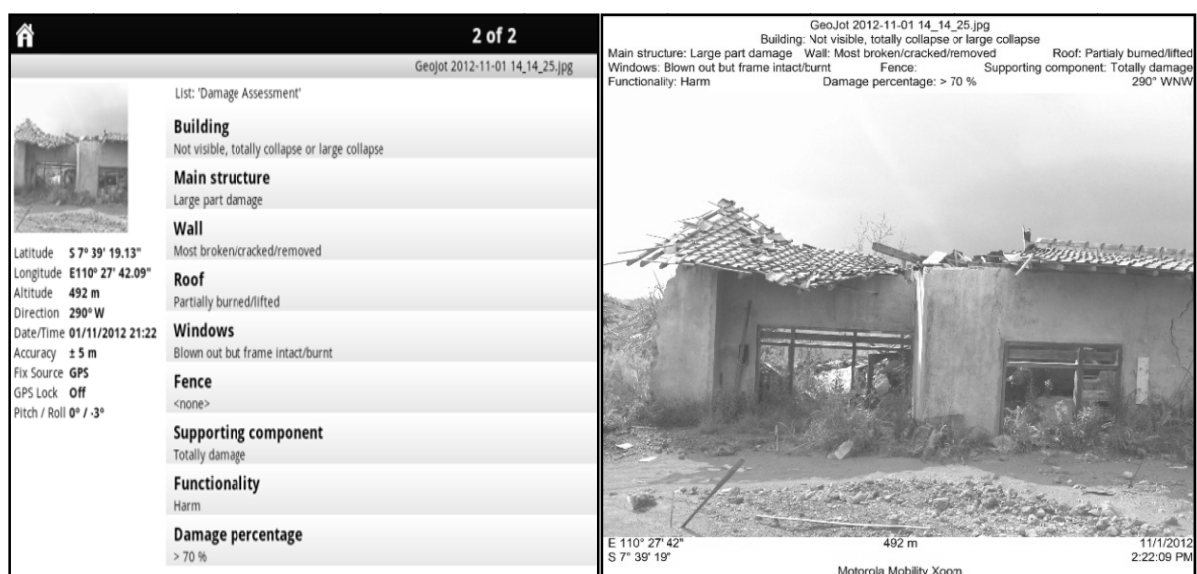 2 of 2
GeoJot 2012-11-01 14_14_25.jpg
List: 'Damage Assessment'
Building
Not visible, totally collapse or large collapse
Main structure
Large part damage
Wall
Most broken/cracked/removed
Roof
Partially burned/lifted
Windows
Blown out but frame intact/burnt
Fence
<none>
Supporting component
Totally damage
Functionality
Harm
Damage percentage
> 70 %
Latitude S 7º 39' 19.13"
Longitude E110º 27' 42.09"
Altitude 492 m
Direction 290º W
Date/Time 01/11/2012 21:22
Accuracy ± 5 m
Fix Source GPS
GPS Lock Off
Pitch / Roll 0º / -3º
GeoJot 2012-11-01 14_14_25.jpg
Building: Not visible, totally collapse or large collapse
Main structure: Large part damage Wall: Most broken/cracked/removed Roof: Partialy burned/lifted
Windows: Blown out but frame intact/burnt Fence: Supporting component: Totally damage
Functionality: Harm Damage percentage: > 70 % 290° WNW
E 110° 27' 42" 492 m 11/1/2012
S 7° 39' 19" 2:22:09 PM
Motorola Mobility Xoom